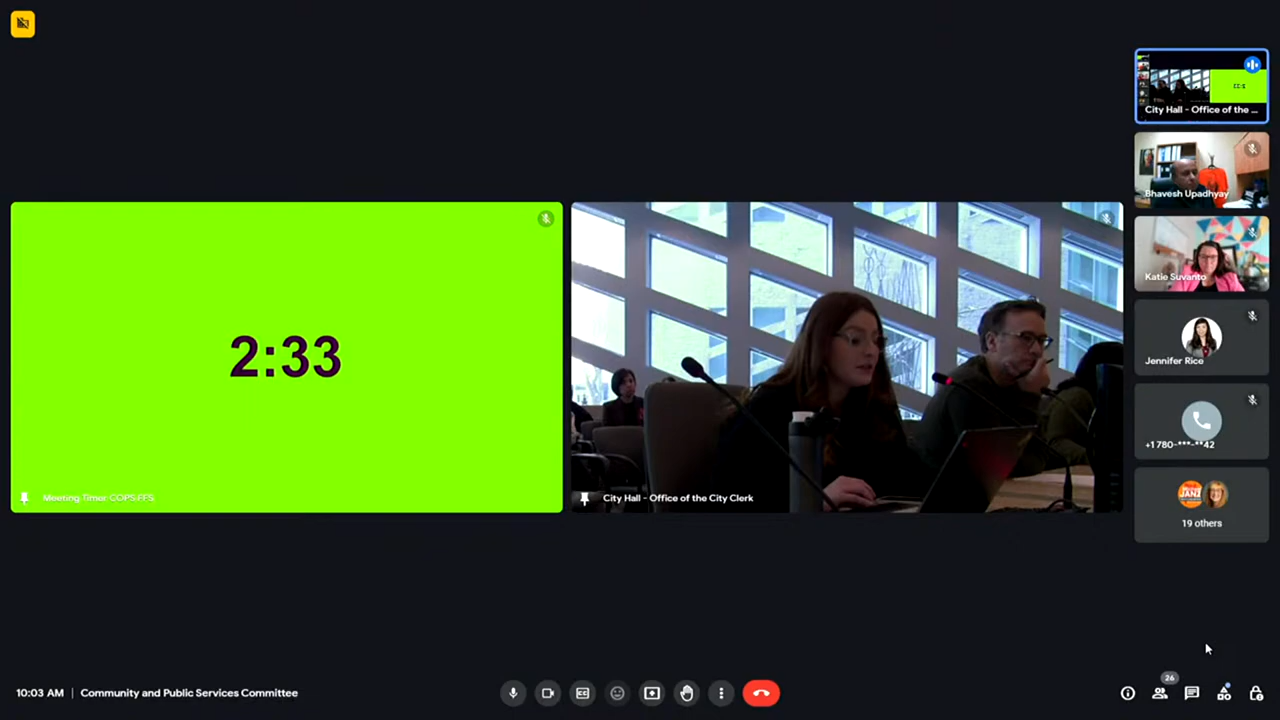 City Hall - Office of the ...
Bhavesh Upadhyay
Katie Suvanto
Jennifer Rice
+1 780-***-**42
JANZ
19 others
2:33
Meeting Timer: COPS FFS
City Hall - Office of the City Clerk
10:03 AM | Community and Public Services Committee
26